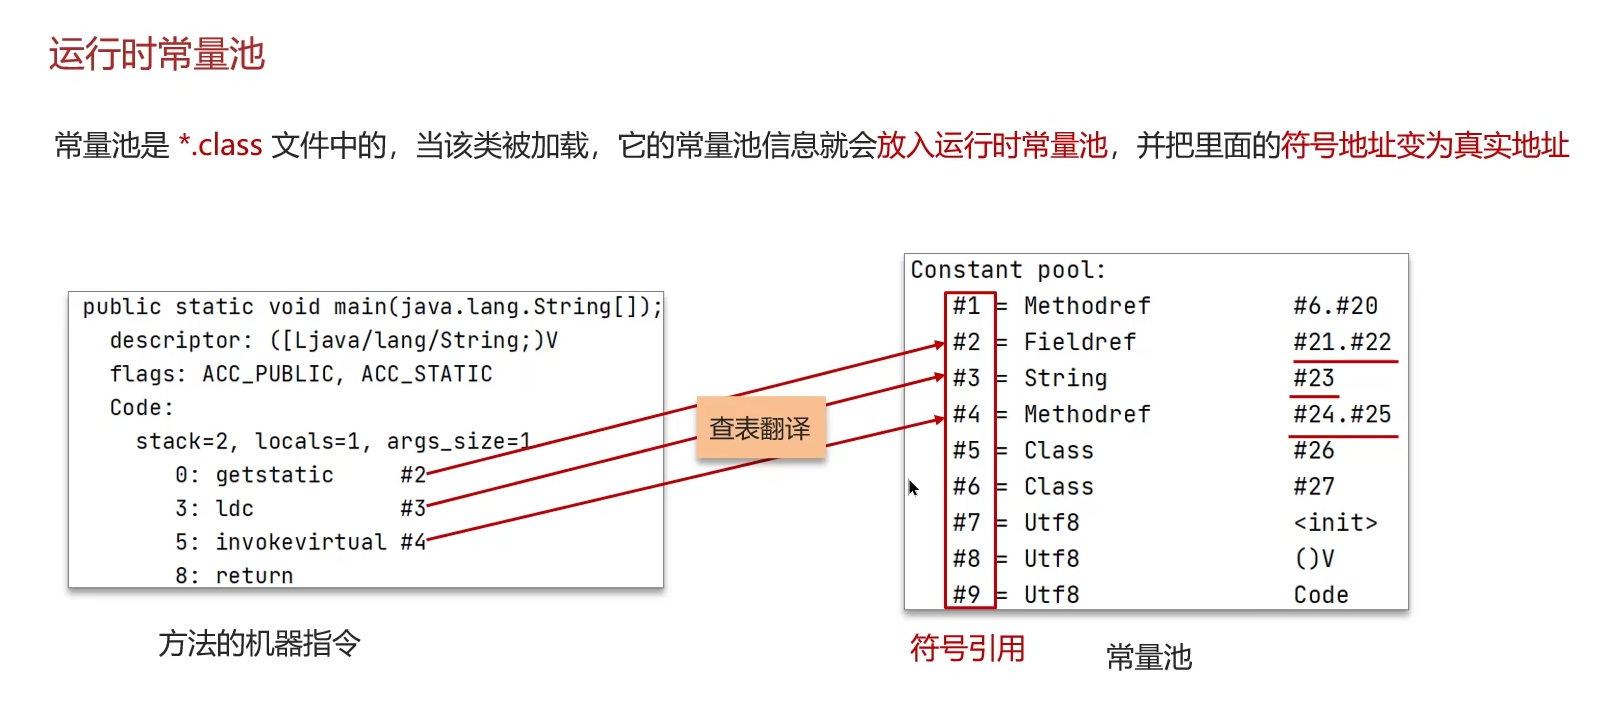 运行时常量池
常量池是 *.class 文件中的，当该类被加载，它的常量池信息就会放入运行时常量池，并把里面的符号地址变为真实地址
public static void main(java.lang.String[]);
descriptor: ([Ljava/lang/String;)V
flags: ACC_PUBLIC, ACC_STATIC
Code:
stack=2, locals=1, args_size=1
0: getstatic #2
3: ldc #3
5: invokevirtual #4
8: return
方法的机器指令
查表翻译
Constant pool:
#1 = Methodref #6.#20
#2 = Fieldref #21.#22
#3 = String #23
#4 = Methodref #24.#25
#5 = Class #26
#6 = Class #27
#7 = Utf8 <init>
#8 = Utf8 ()V
#9 = Utf8 Code
符号引用
常量池